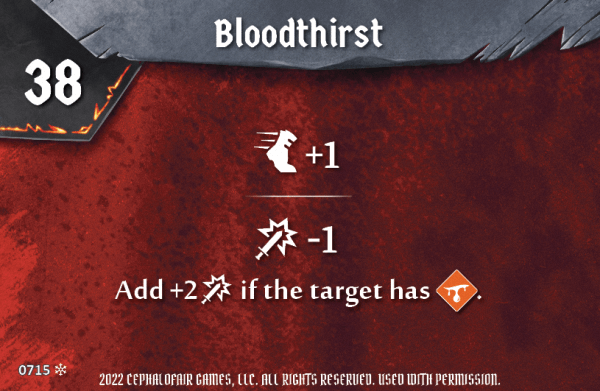 Bloodthirst
38
+1
-1
Add +2 if the target has .
0715
2022 CEPHALOFAIR GAMES, LLC. ALL RIGHTS RESERVED. USED WITH PERMISSION.